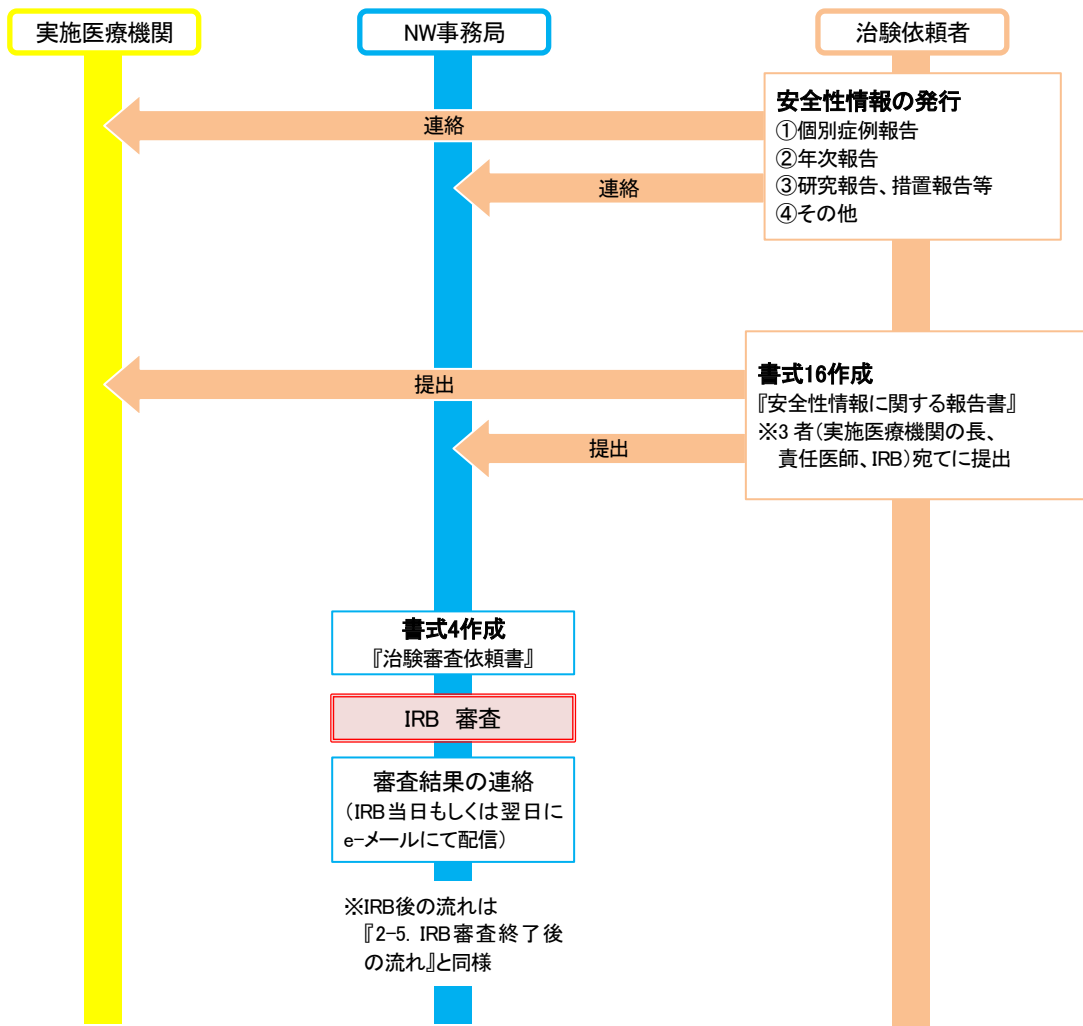 実施医療機関
NW事務局
治験依頼者
安全性情報の発行
①個別症例報告
②年次報告
③研究報告、措置報告等
④その他
連絡
連絡
書式16作成
『安全性情報に関する報告書』
※3 者(実施医療機関の長、
責任医師、IRB)宛てに提出
提出
提出
書式4作成
『治験審査依頼書』
IRB 審査
審査結果の連絡
(IRB当日もしくは翌日に
e-メールにて配信)
※IRB後の流れは
『2-5. IRB審査終了後
の流れ』と同様